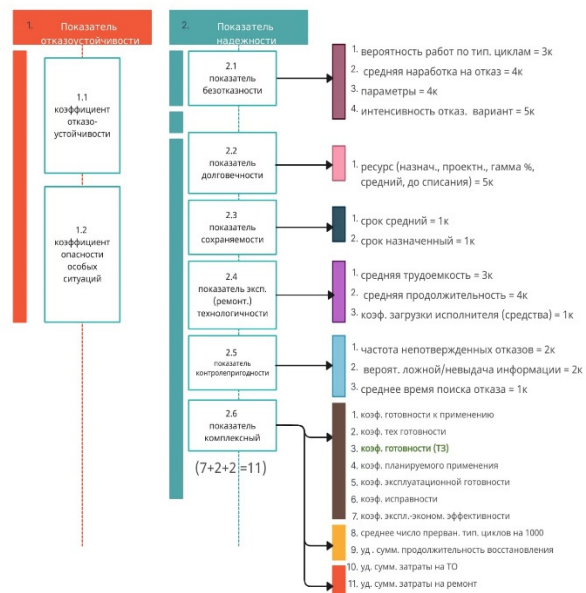 1. Показатель
отказоустойчивости
1.1
коэффициент
отказо-
устойчивости
1.2
коэффициент
опасности
особых
ситуаций
2. Показатель
надежности
2.1
показатель
безотказности
1. вероятность работ по тип. циклам = 3к
2. средняя наработка на отказ = 4к
3. параметры = 4к
4. интенсивность отказ. вариант = 5к
2.2
показатель
долговечности
1. ресурс (назнач., проектн., гамма %,
средний, до списания) = 5к
2.3
показатель
сохраняемости
1. срок средний = 1к
2. срок назначенный = 1к
2.4
показатель эксп.
(ремонт.)
технологичности
1. средняя трудоемкость = 3к
2. средняя продолжительность = 4к
3. коэф. загрузки исполнителя (средства) = 1к
2.5
показатель
контролепригодности
1. частота непотвержденных отказов = 2к
2. вероят. ложной/невыдача информации = 2к
3. среднее время поиска отказа = 1к
2.6
показатель
комплексный
(7+2+2 =11)
1. коэф. готовности к применению
2. коэф. тех готовности
3. коэф. готовности (ТЗ)
4. коэф. планируемого применения
5. коэф. эксплуатационной готовности
6. коэф. исправности
7. коэф. экспл.-эконом. эффективности
8. среднее число прерван. тип. циклов на 1000
9. уд . сумм. продолжительность восстановления
10. уд. сумм. затраты на ТО
11. уд. сумм. затраты на ремонт